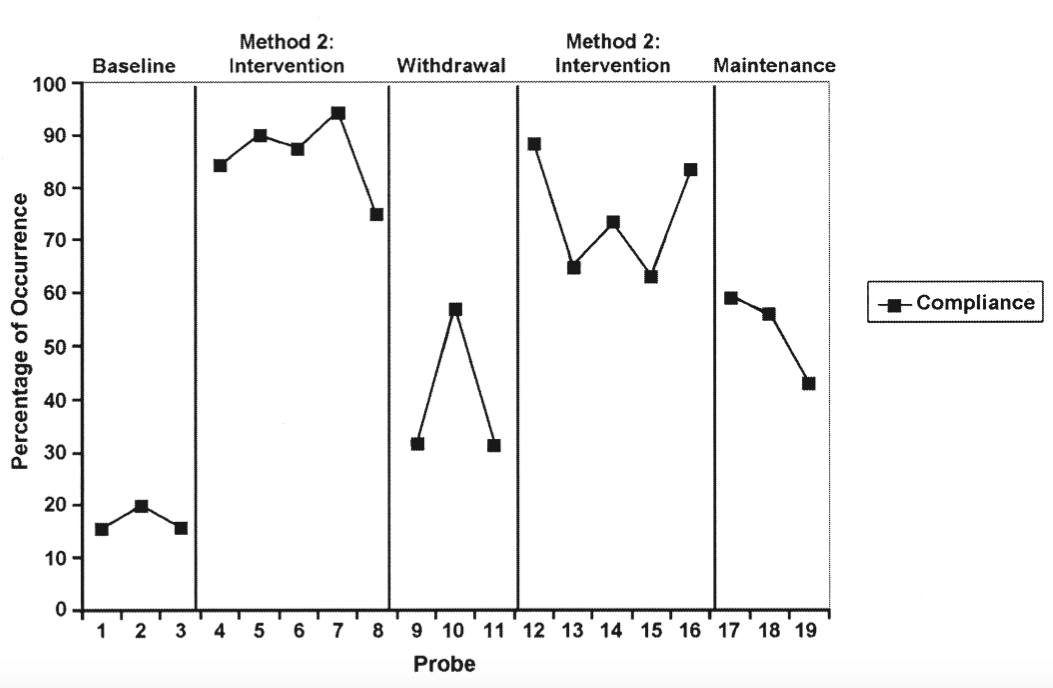 Method 2:
Method 2:
Baseline
Intervention
Withdrawal
Intervention
Maintenance
100
90
80
70
60
50
40
30
20
10
0
Percentage of Occurrence
Compliance
1 2 3 4 5 6 7 8 9 10 11 12 13 14 15 16 17 18 19
Probe